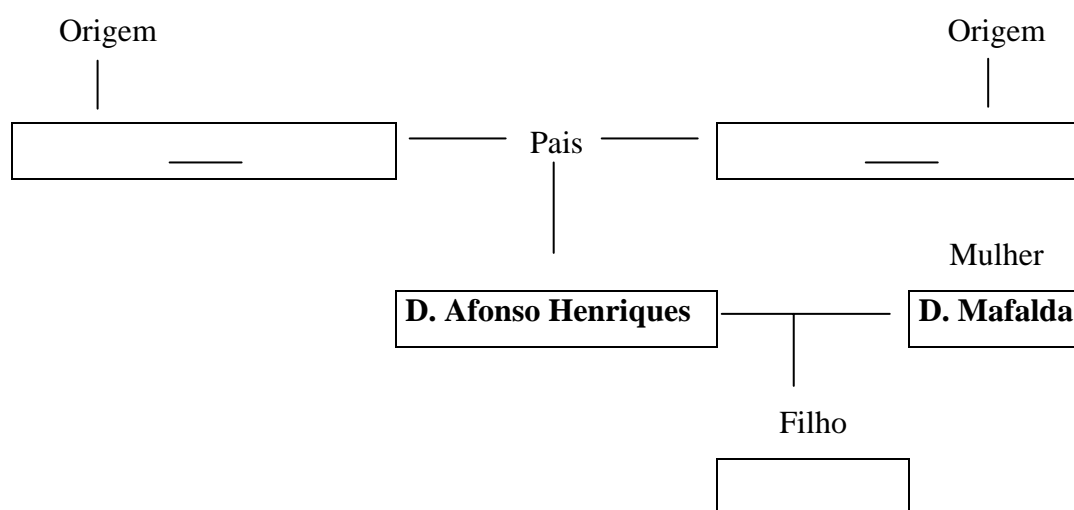 Origem Origem
Pais
Mulher
D. Afonso Henriques D. Mafalda
Filho